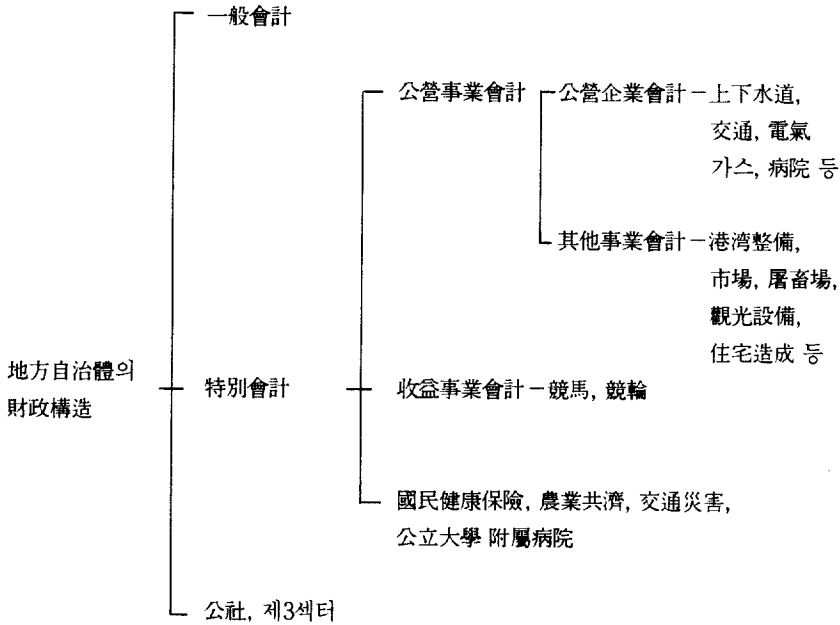 一般會計
公營事業會計
公營企業會計－上下水道,
交通, 電氣
가스, 病院 등
其他事業會計－港湾整備,
市場, 屠畜場,
觀光設備,
住宅造成 등
地方自治體의
財政構造
特別會計
收益事業會計－競馬, 競輪
國民健康保險, 農業共濟, 交通災害,
公立大學 附屬病院
公社, 제3섹터